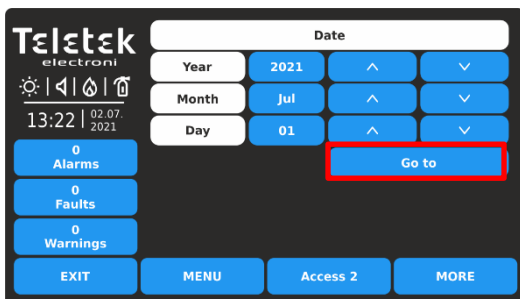 Teletek
electroni
13:22 | 02.07.
2021
0
Alarms
0
Faults
0
Warnings
EXIT
Date
Year 2021
Month Jul
Day 01
Go to
MENU Access 2 MORE